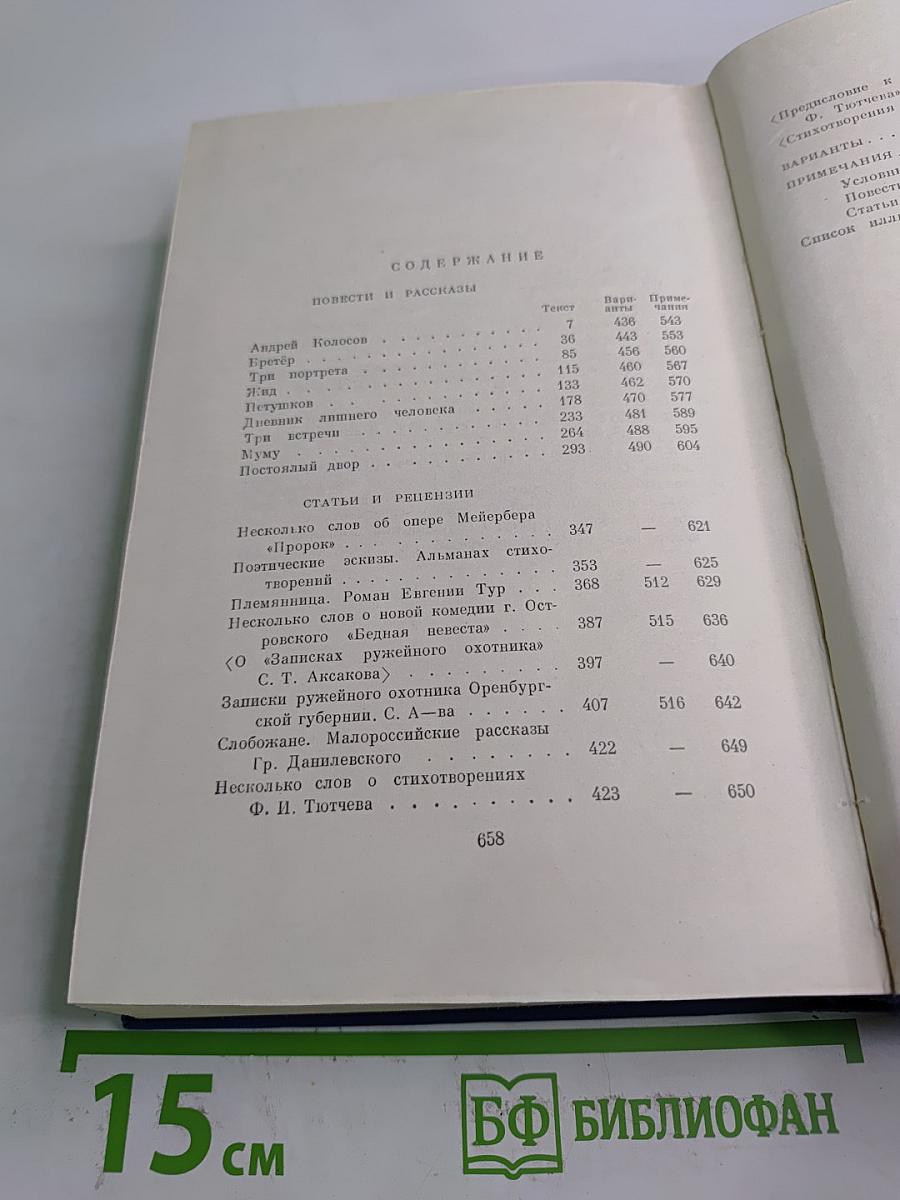 СОДЕРЖАНИЕ
ПОВЕСТИ И РАССКАЗЫ
Текст Вари- Приме-
анты чания
Андрей Колосов . . . . . . . . . . 7 436 543
Бретёр . . . . . . . . . . . . . . 36 443 553
Три портрета . . . . . . . . . . . 85 456 560
Жид . . . . . . . . . . . . . . . 115 460 567
Петушков . . . . . . . . . . . . . 133 462 570
Дневник лишнего человека . . . . . 178 470 577
Три встречи . . . . . . . . . . . 233 481 589
Муму . . . . . . . . . . . . . . . 264 488 595
Постоялый двор . . . . . . . . . . 293 490 604
СТАТЬИ И РЕЦЕНЗИИ
Несколько слов об опере Мейербера
«Пророк» . . . . . . . . . . . . 347 — 621
Поэтические эскизы. Альманах стихо-
творений . . . . . . . . . . . . . 353 — 625
Племянница. Роман Евгении Тур . . . 368 512 629
Несколько слов о новой комедии г. Ост-
ровского «Бедная невеста» . . . . 387 515 636
〈О «Записках ружейного охотника»
С. Т. Аксакова〉 . . . . . . . . . 397 — 640
Записки ружейного охотника Оренбург-
ской губернии. С. А—ва . . . . . . 407 516 642
Слобожане. Малороссийские рассказы
Гр. Данилевского . . . . . . . . 422 — 649
Несколько слов о стихотворениях
Ф. И. Тютчева . . . . . . . . . . 423 — 650
658
〈Предисловие к
Ф. Тютчева»
〈Стихотворения
ВАРИАНТЫ . . .
ПРИМЕЧАНИЯ .
Условн
Повести
Статьи
Список илл
15 см
БФ БИБЛИОФАН